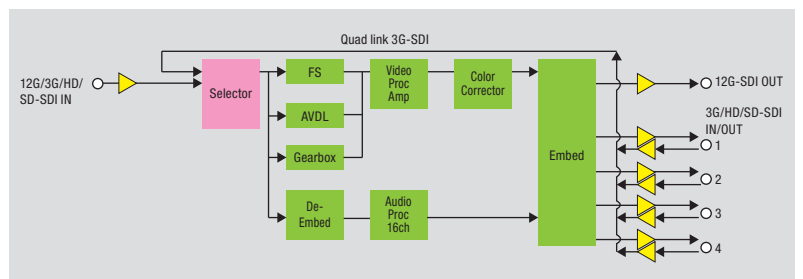 Quad link 3G-SDI
12G/3G/HD/
SD-SDI IN
Selector
FS
AVDL
Gearbox
De-
Embed
Video
Proc
Amp
Audio
Proc
16ch
Color
Corrector
Embed
12G-SDI OUT
3G/HD/SD-SDI
IN/OUT
1
2
3
4